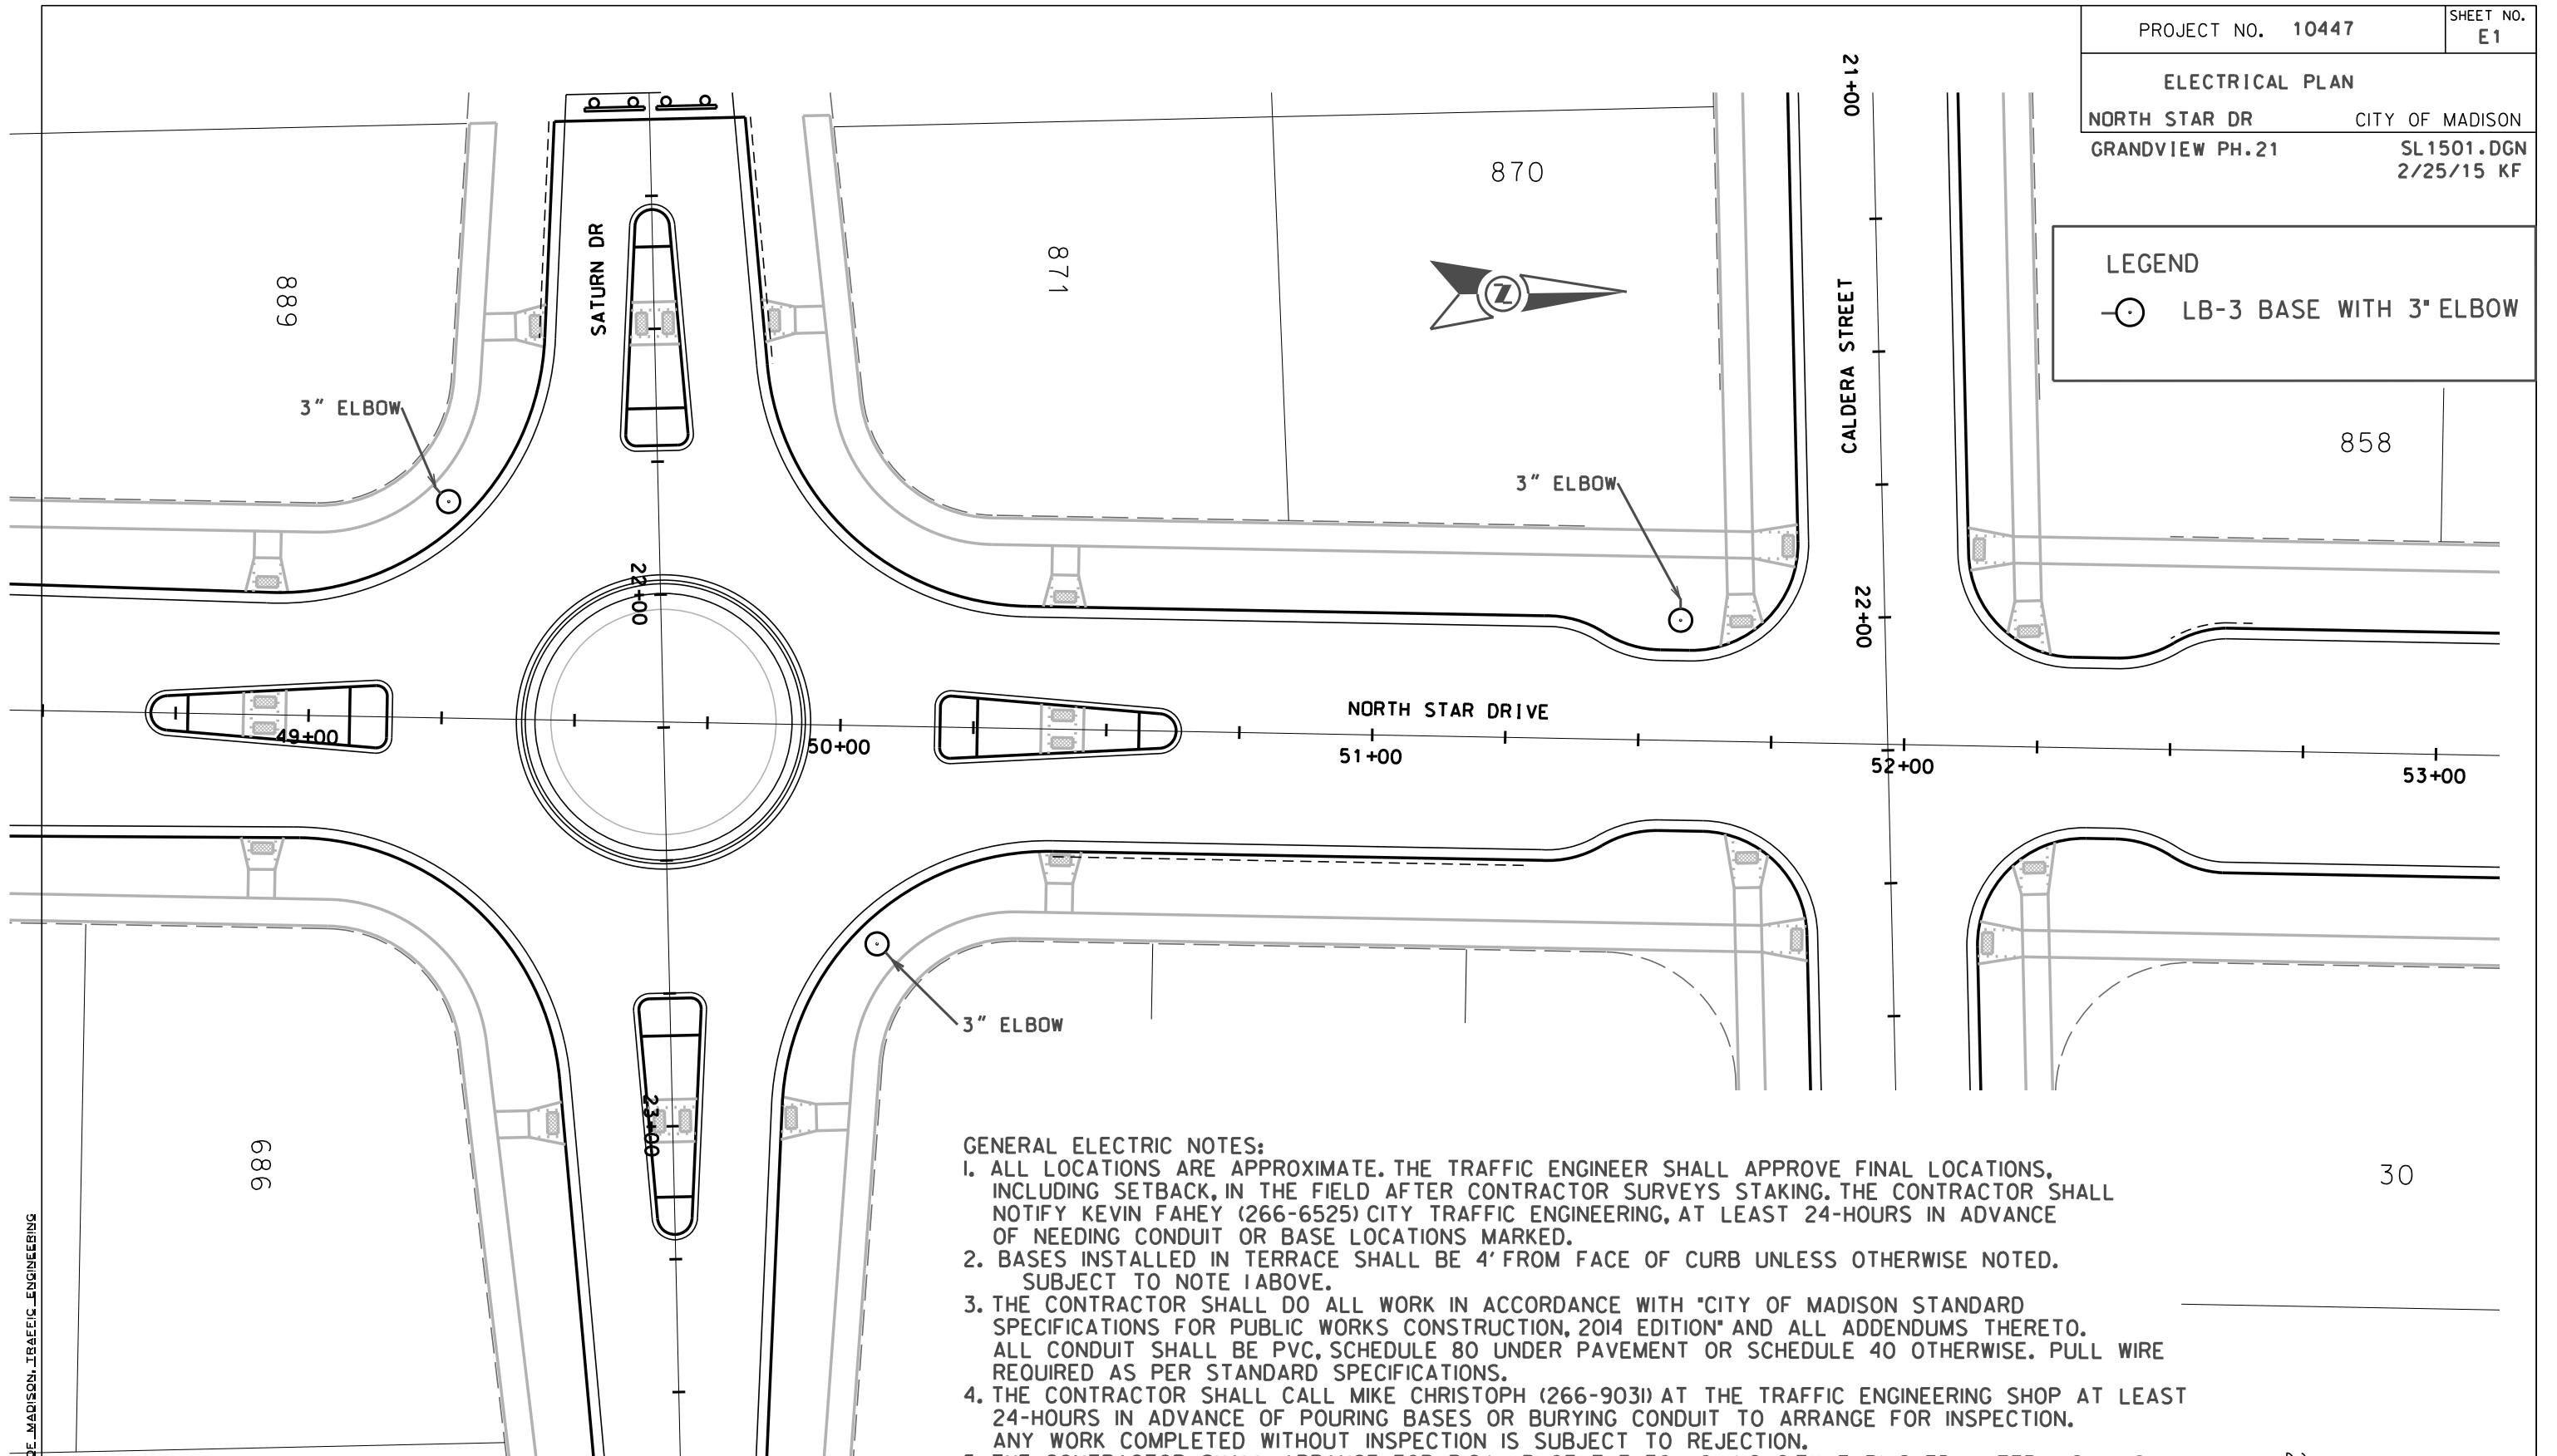 PROJECT NO. 10447
SHEET NO.
E1
ELECTRICAL PLAN
NORTH STAR DR CITY OF MADISON
GRANDVIEW PH.21 SL1501.DGN
2/25/15 KF
LEGEND
LB-3 BASE WITH 3" ELBOW
21+00
870
871
889
SATURN DR
CALDERA STREET
858
3" ELBOW
3" ELBOW
Z
22+00
22+00
NORTH STAR DRIVE
49+00
50+00
51+00
52+00
53+00
3" ELBOW
23+00
686
30
GENERAL ELECTRIC NOTES:
1. ALL LOCATIONS ARE APPROXIMATE. THE TRAFFIC ENGINEER SHALL APPROVE FINAL LOCATIONS,
INCLUDING SETBACK, IN THE FIELD AFTER CONTRACTOR SURVEYS STAKING. THE CONTRACTOR SHALL
NOTIFY KEVIN FAHEY (266-6525) CITY TRAFFIC ENGINEERING, AT LEAST 24-HOURS IN ADVANCE
OF NEEDING CONDUIT OR BASE LOCATIONS MARKED.
2. BASES INSTALLED IN TERRACE SHALL BE 4' FROM FACE OF CURB UNLESS OTHERWISE NOTED.
SUBJECT TO NOTE 1 ABOVE.
3. THE CONTRACTOR SHALL DO ALL WORK IN ACCORDANCE WITH "CITY OF MADISON STANDARD
SPECIFICATIONS FOR PUBLIC WORKS CONSTRUCTION, 2014 EDITION" AND ALL ADDENDUMS THERETO.
ALL CONDUIT SHALL BE PVC, SCHEDULE 80 UNDER PAVEMENT OR SCHEDULE 40 OTHERWISE. PULL WIRE
REQUIRED AS PER STANDARD SPECIFICATIONS.
4. THE CONTRACTOR SHALL CALL MIKE CHRISTOPH (266-9031) AT THE TRAFFIC ENGINEERING SHOP AT LEAST
24-HOURS IN ADVANCE OF POURING BASES OR BURYING CONDUIT TO ARRANGE FOR INSPECTION.
ANY WORK COMPLETED WITHOUT INSPECTION IS SUBJECT TO REJECTION.
OF MADISON, TRAFFIC ENGINEERING